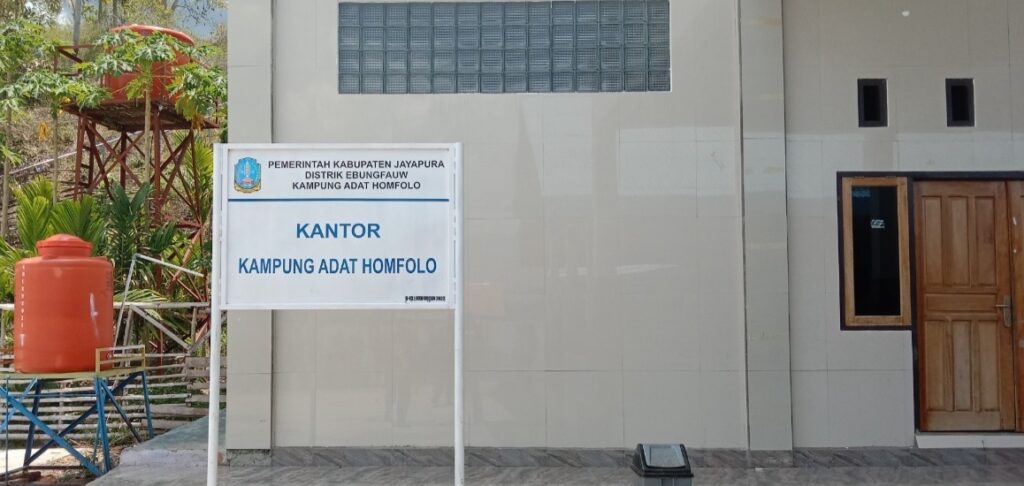 PEMERINTAH KABUPATEN JAYAPURA
DISTRIK EBUNGFAUW
KAMPUNG ADAT HOMFOLO
KANTOR
KAMPUNG ADAT HOMFOLO